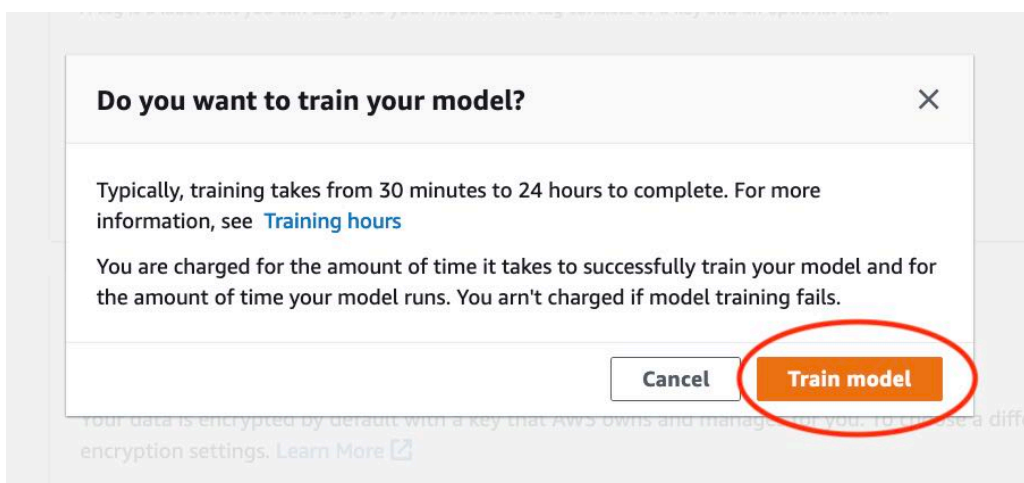 Do you want to train your model?
Typically, training takes from 30 minutes to 24 hours to complete. For more
information, see Training hours
You are charged for the amount of time it takes to successfully train your model and for
the amount of time your model runs. You arn't charged if model training fails.
Cancel Train model
Your data is encrypted by default with a key that AWS owns and manages for you. To choose a diff
encryption settings. Learn More